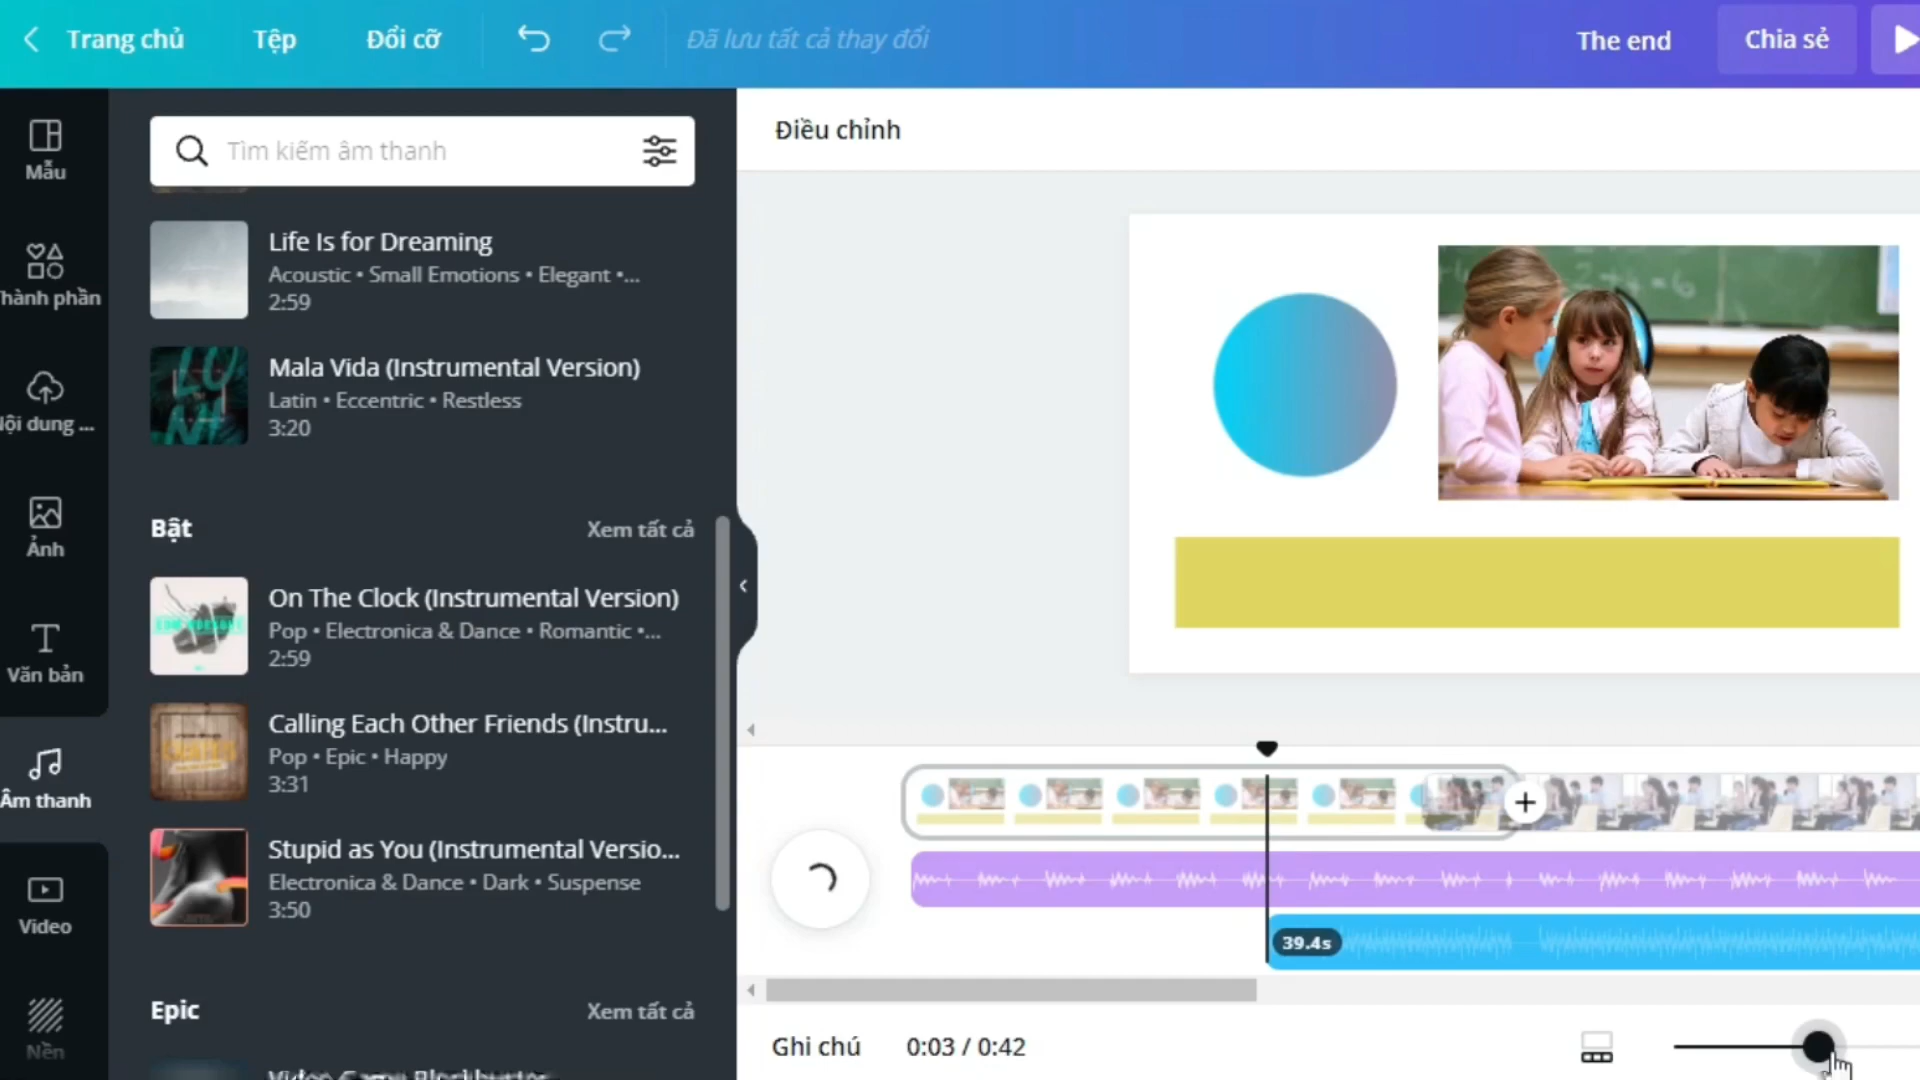 Trang chủ
Tệp
Đổi cỡ
Đã lưu tất cả thay đổi
The end
Chia sẻ
Mẫu
Thành phần
Nội dung ...
Ảnh
Văn bản
Âm thanh
Video
Nền
Tìm kiếm âm thanh
Life Is for Dreaming
Acoustic • Small Emotions • Elegant •...
2:59
Mala Vida (Instrumental Version)
Latin • Eccentric • Restless
3:20
Bật
Xem tất cả
On The Clock (Instrumental Version)
Pop • Electronica & Dance • Romantic •...
2:59
Calling Each Other Friends (Instru...
Pop • Epic • Happy
3:31
Stupid as You (Instrumental Versio...
Electronica & Dance • Dark • Suspense
3:50
Epic
Xem tất cả
Video Game Blockbuster
Điều chỉnh
39.4s
Ghi chú
0:03 / 0:42